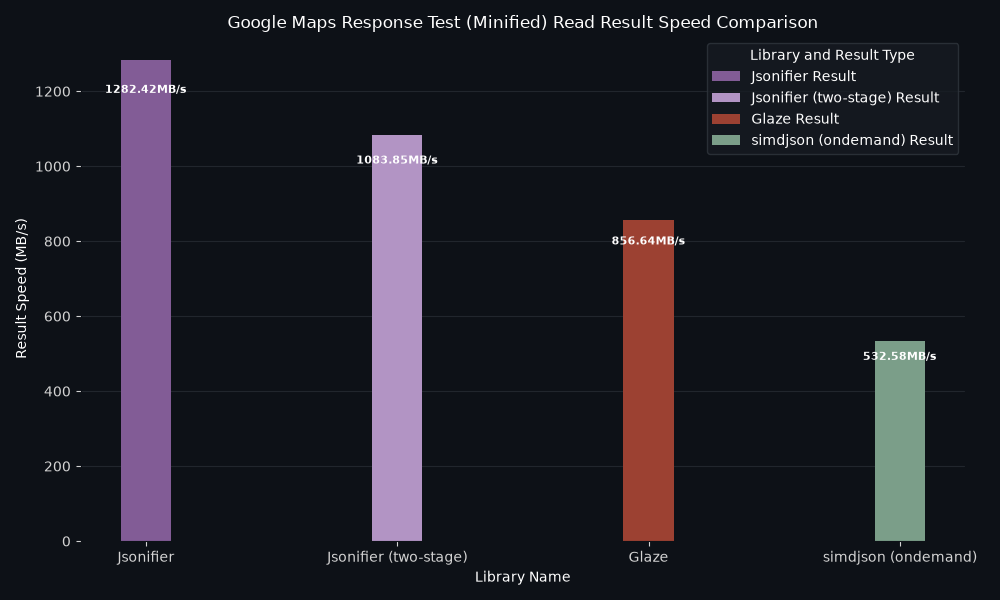 Google Maps Response Test (Minified) Read Result Speed Comparison
Library and Result Type
Jsonifier Result
Jsonifier (two-stage) Result
Glaze Result
simdjson (ondemand) Result
Result Speed (MB/s)
1200
1000
800
600
400
200
0
1282.42MB/s
1083.85MB/s
856.64MB/s
532.58MB/s
Jsonifier
Jsonifier (two-stage)
Glaze
simdjson (ondemand)
Library Name